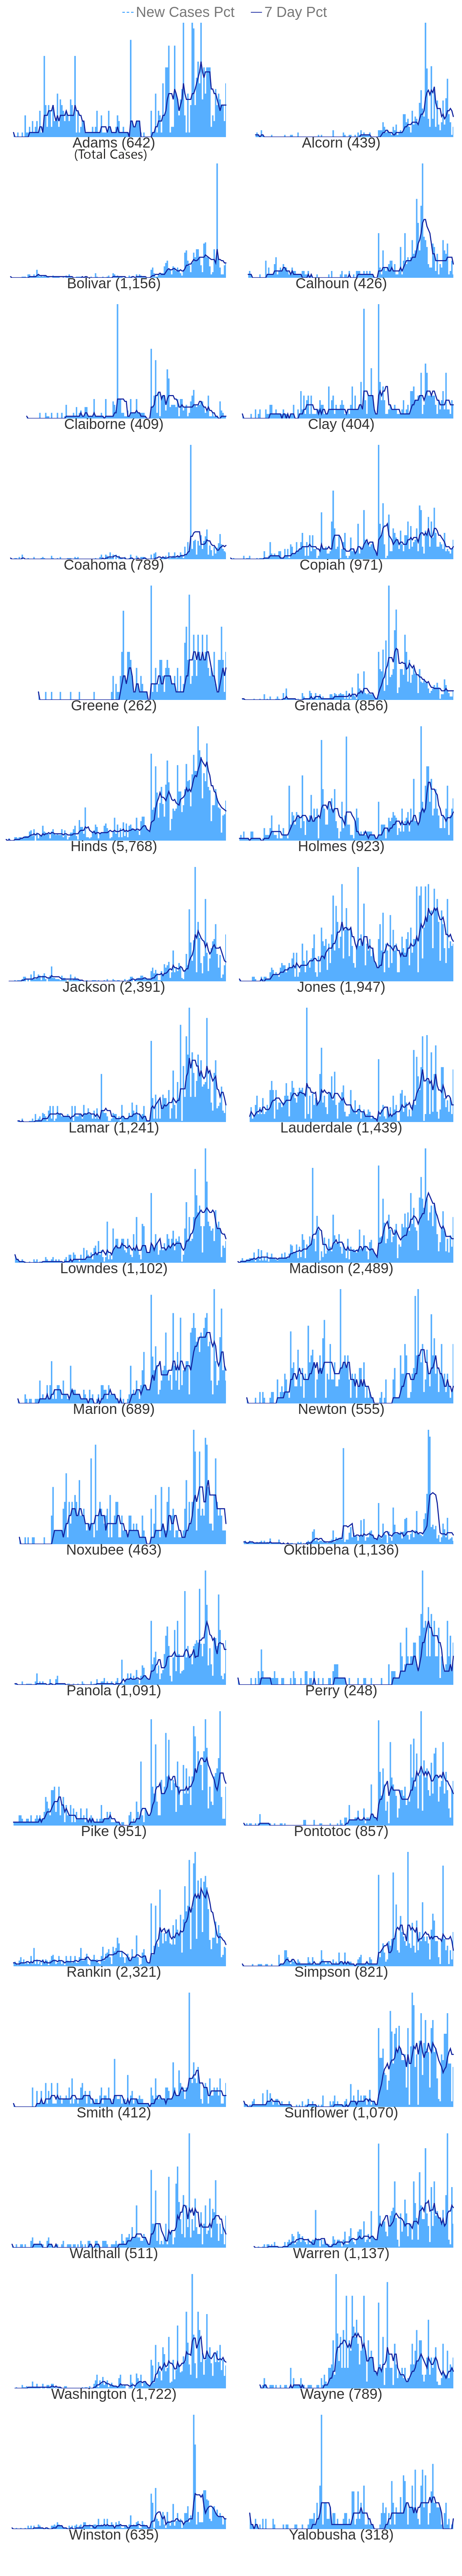 New Cases Pct 7 Day Pct
Adams (642) Alcorn (439)
(Total Cases)
Bolivar (1,156) Calhoun (426)
Claiborne (409) Clay (404)
Coahoma (789) Copiah (971)
Greene (262) Grenada (856)
Hinds (5,768) Holmes (923)
Jackson (2,391) Jones (1,947)
Lamar (1,241) Lauderdale (1,439)
Lowndes (1,102) Madison (2,489)
Marion (689) Newton (555)
Noxubee (463) Oktibbeha (1,136)
Panola (1,091) Perry (248)
Pike (951) Pontotoc (857)
Rankin (2,321) Simpson (821)
Smith (412) Sunflower (1,070)
Walthall (511) Warren (1,137)
Washington (1,722) Wayne (789)
Winston (635) Yalobusha (318)